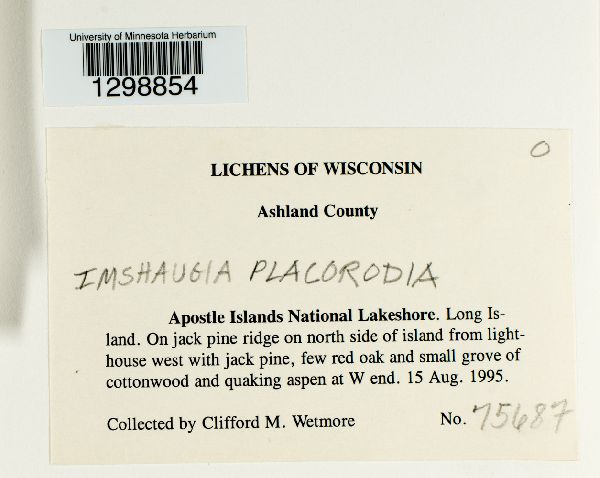 University of Minnesota Herbarium
1298854
O
LICHENS OF WISCONSIN
Ashland County
IMSHAUGIA PLACORODIA
Apostle Islands National Lakeshore. Long Is-
land. On jack pine ridge on north side of island from light-
house west with jack pine, few red oak and small grove of
cottonwood and quaking aspen at W end. 15 Aug. 1995.
Collected by Clifford M. Wetmore No. 75687